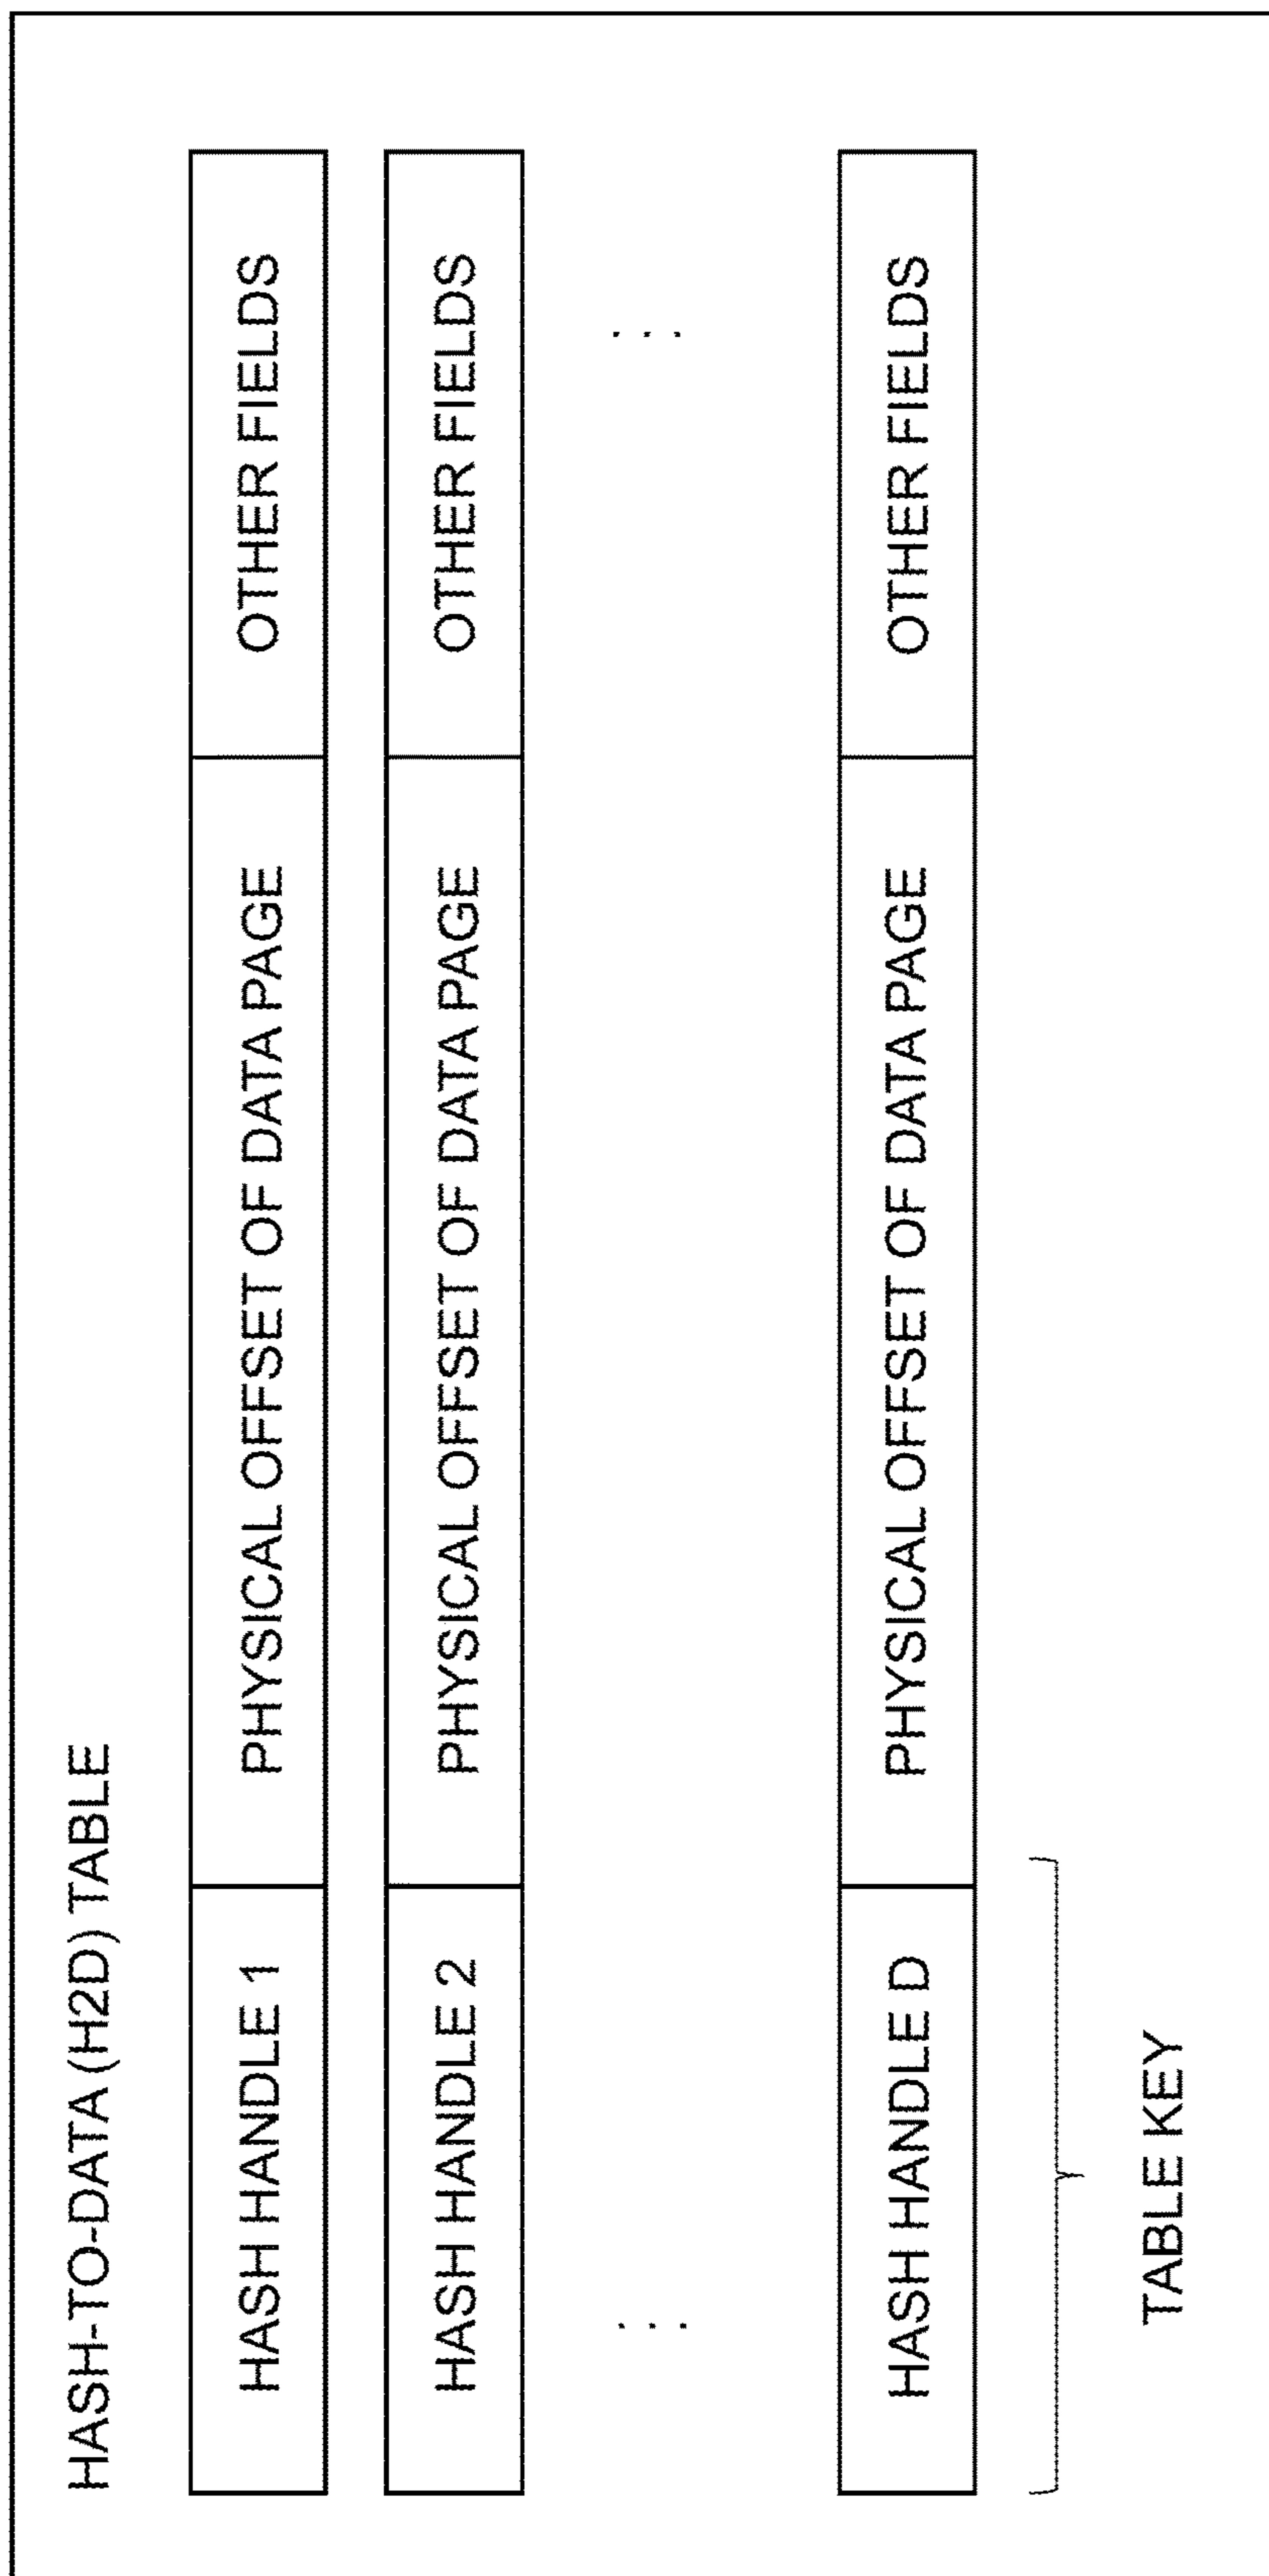 HASH-TO-DATA (H2D) TABLE
HASH HANDLE 1 PHYSICAL OFFSET OF DATA PAGE OTHER FIELDS
HASH HANDLE 2 PHYSICAL OFFSET OF DATA PAGE OTHER FIELDS
. . . . . .
HASH HANDLE D PHYSICAL OFFSET OF DATA PAGE OTHER FIELDS
TABLE KEY